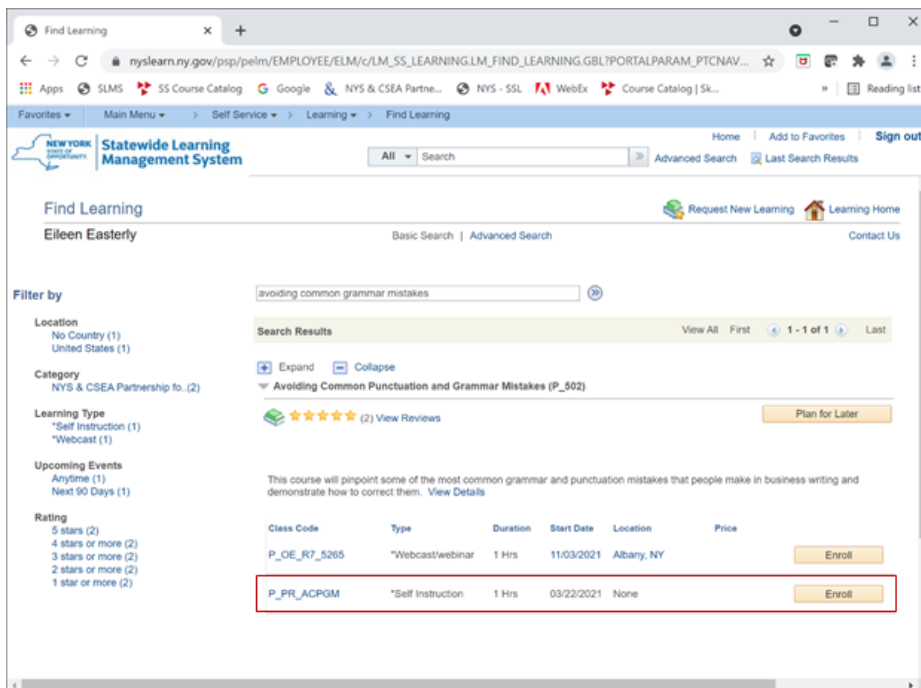 Find Learning
nyslearn.ny.gov/psp/pelm/EMPLOYEE/ELM/c/LM_SS_LEARNING.LM_FIND_LEARNING.GBL?PORTALPARAM_PTCNAV...
Apps SLMS SS Course Catalog Google NYS & CSEA Partne... NYS - SSL WebEx Course Catalog | Sk... » Reading list
Favorites Main Menu > Self Service > Learning > Find Learning
Home Add to Favorites Sign out
NEW YORK STATE OF OPPORTUNITY
Statewide Learning
Management System
All Search Advanced Search Last Search Results
Find Learning Request New Learning Learning Home
Eileen Easterly Basic Search | Advanced Search Contact Us
Filter by
Location
No Country (1)
United States (1)
Category
NYS & CSEA Partnership fo..(2)
Learning Type
*Self Instruction (1)
*Webcast (1)
Upcoming Events
Anytime (1)
Next 90 Days (1)
Rating
5 stars (2)
4 stars or more (2)
3 stars or more (2)
2 stars or more (2)
1 star or more (2)
avoiding common grammar mistakes
Search Results View All First 1 - 1 of 1 Last
Expand Collapse
Avoiding Common Punctuation and Grammar Mistakes (P_502)
(2) View Reviews Plan for Later
This course will pinpoint some of the most common grammar and punctuation mistakes that people make in business writing and
demonstrate how to correct them. View Details
Class Code Type Duration Start Date Location Price
P_OE_R7_5265 *Webcast/webinar 1 Hrs 11/03/2021 Albany, NY Enroll
P_PR_ACPGM *Self Instruction 1 Hrs 03/22/2021 None Enroll